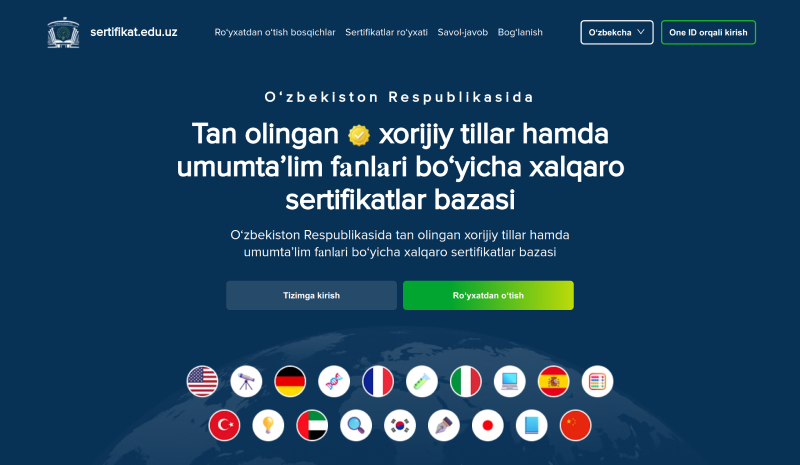 sertifikat.edu.uz
Ro‘yxatdan o‘tish bosqichlar
Sertifikatlar ro‘yxati
Savol-javob
Bog‘lanish
O‘zbekcha
One ID orqali kirish
O‘zbekiston Respublikasida
Tan olingan xorijiy tillar hamda
umumta’lim fаnlаri bo‘yicha xalqaro
sertifikatlar bazasi
O‘zbekiston Respublikasida tan olingan xorijiy tillar hamda
umumta’lim fаnlаri bo‘yicha xalqaro sertifikatlar bazasi
Tizimga kirish
Ro‘yxatdan o‘tish